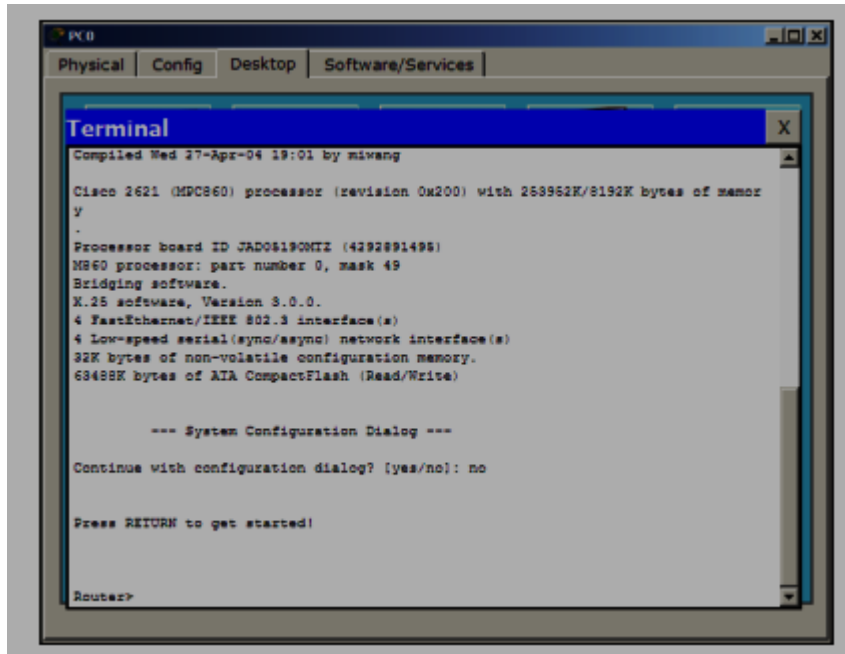 PC0
Physical Config Desktop Software/Services
Terminal X
Compiled Wed 27-Apr-04 19:01 by miwang
Cisco 2621 (MPC860) processor (revision 0x200) with 253952K/8192K bytes of memor
y
.
Processor board ID JAD05190MTZ (4292891495)
M860 processor: part number 0, mask 49
Bridging software.
X.25 software, Version 3.0.0.
4 FastEthernet/IEEE 802.3 interface(s)
4 Low-speed serial(sync/async) network interface(s)
32K bytes of non-volatile configuration memory.
63488K bytes of ATA CompactFlash (Read/Write)
--- System Configuration Dialog ---
Continue with configuration dialog? [yes/no]: no
Press RETURN to get started!
Router>